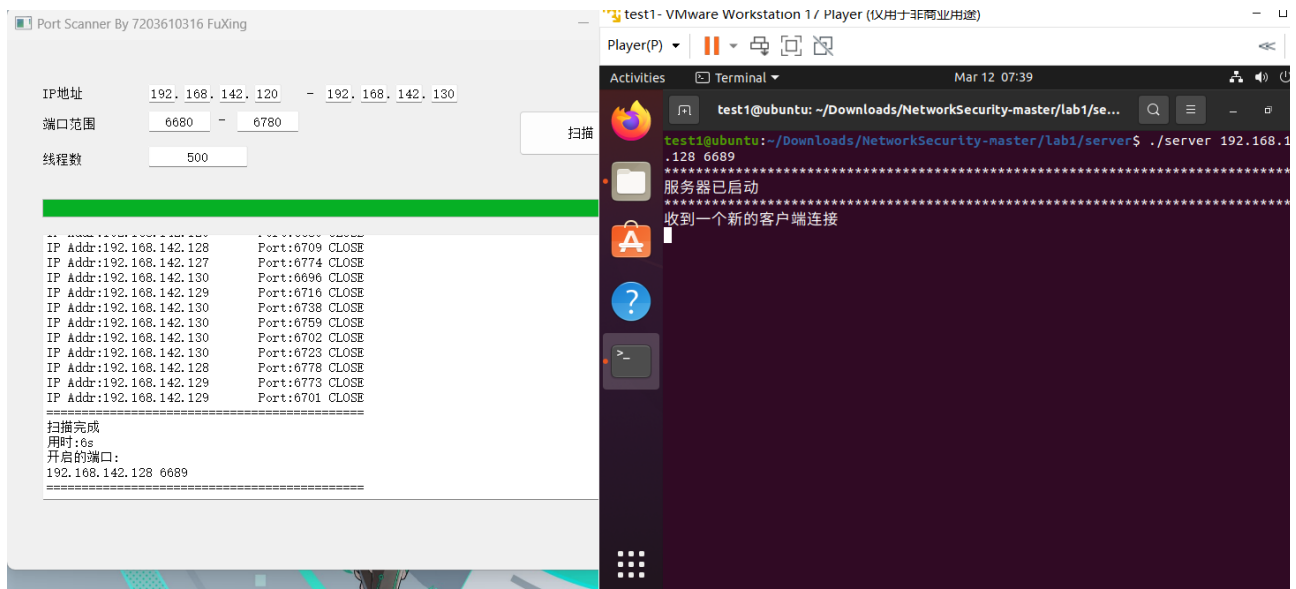 Port Scanner By 7203610316 FuXing
IP地址 192. 168. 142. 120 - 192. 168. 142. 130
端口范围 6680 - 6780
扫描
线程数 500
IP Addr:192.168.142.128 Port:6709 CLOSE
IP Addr:192.168.142.127 Port:6774 CLOSE
IP Addr:192.168.142.130 Port:6696 CLOSE
IP Addr:192.168.142.129 Port:6716 CLOSE
IP Addr:192.168.142.130 Port:6738 CLOSE
IP Addr:192.168.142.130 Port:6759 CLOSE
IP Addr:192.168.142.130 Port:6702 CLOSE
IP Addr:192.168.142.130 Port:6723 CLOSE
IP Addr:192.168.142.128 Port:6778 CLOSE
IP Addr:192.168.142.129 Port:6773 CLOSE
IP Addr:192.168.142.129 Port:6701 CLOSE
=============================================
扫描完成
用时:6s
开启的端口:
192.168.142.128 6689
=============================================
test1- VMware Workstation 17 Player (仅用于非商业用途)
Player(P)
Activities Terminal Mar 12 07:39
test1@ubuntu: ~/Downloads/NetworkSecurity-master/lab1/se...
test1@ubuntu:~/Downloads/NetworkSecurity-master/lab1/server$ ./server 192.168.1
.128 6689
*******************************************************************************
服务器已启动
*******************************************************************************
收到一个新的客户端连接